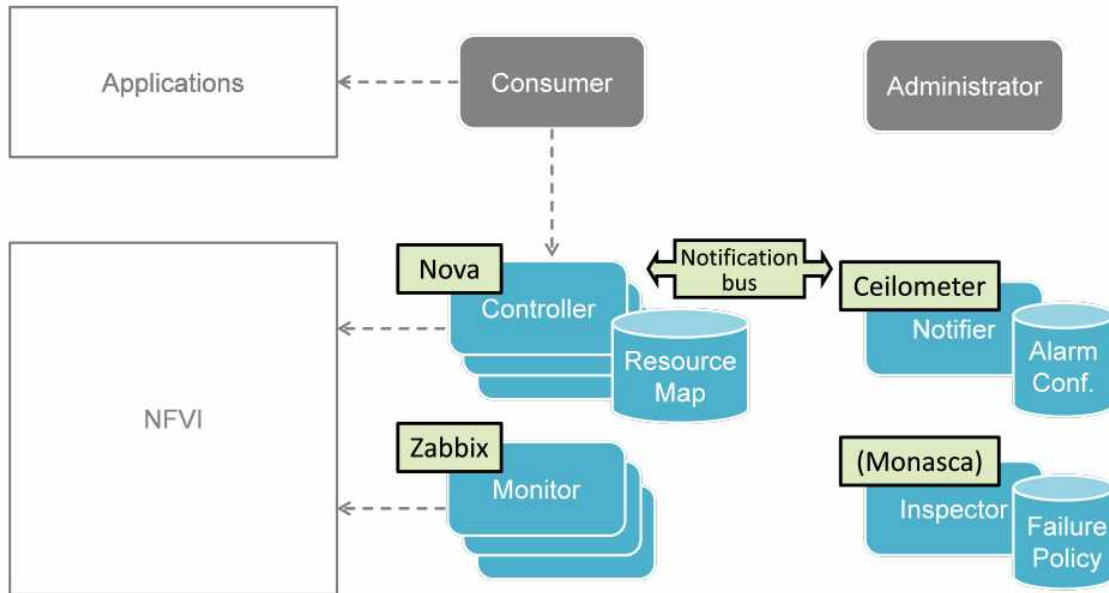 Applications
Consumer
Administrator
Nova
Controller
Resource
Map
Notification
bus
Ceilometer
Notifier
Alarm
Conf.
NFVI
Zabbix
Monitor
(Monasca)
Inspector
Failure
Policy